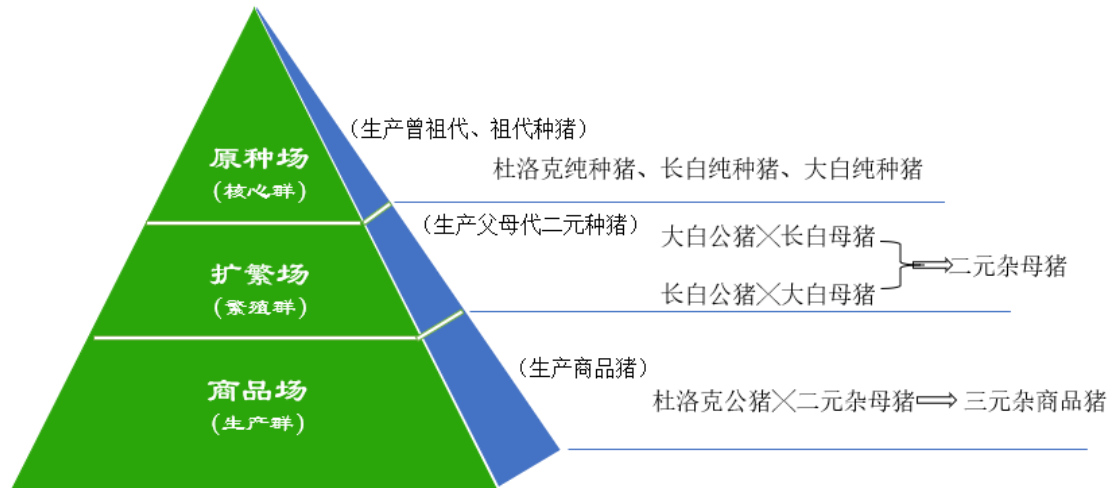 （生产曾祖代、祖代种猪）
原种场
（核心群）
杜洛克纯种猪、长白纯种猪、大白纯种猪
（生产父母代二元种猪）
大白公猪╳长白母猪
扩繁场
（繁殖群）
二元杂母猪
长白公猪╳大白母猪
（生产商品猪）
商品场
（生产群）
杜洛克公猪╳二元杂母猪⇒三元杂商品猪